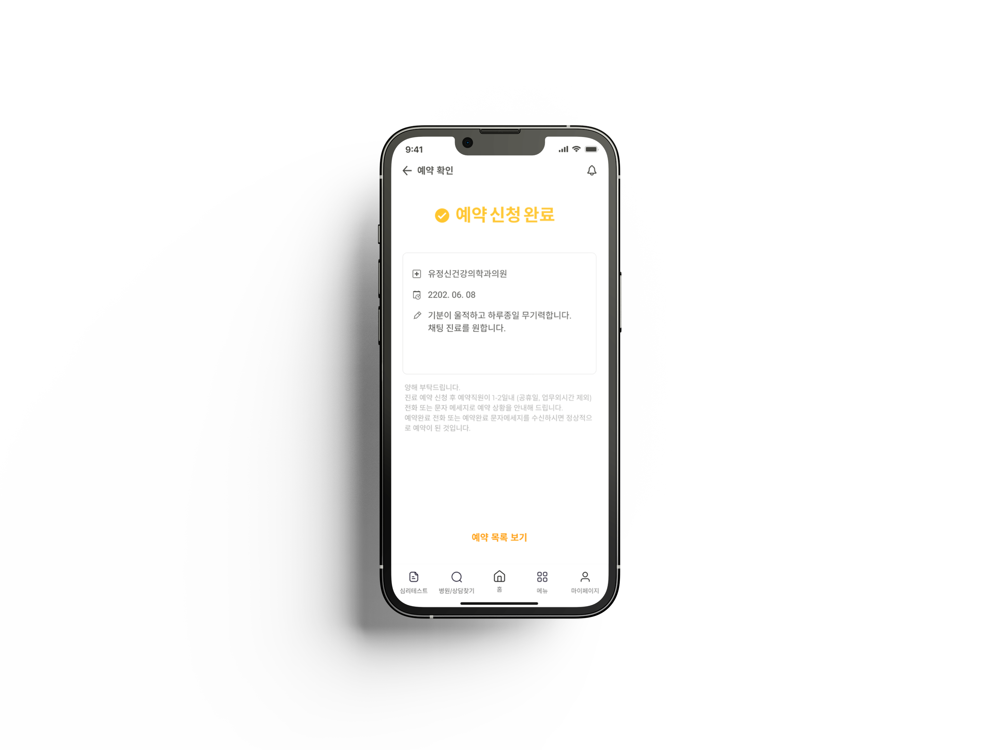 9:41
예약 확인
예약 신청 완료
유정신건강의학과의원
2202. 06. 08
기분이 울적하고 하루종일 무기력합니다.
채팅 진료를 원합니다.
양해 부탁드립니다.
진료 예약 신청 후 예약직원이 1-2일내 (공휴일, 업무외시간 제외)
전화 또는 문자 메세지로 예약 상황을 안내해 드립니다.
예약완료 전화 또는 예약완료 문자메세지를 수신하시면 정상적으
로 예약이 된 것입니다.
예약 목록 보기
심리테스트 병원/상담찾기 홈 메뉴 마이페이지